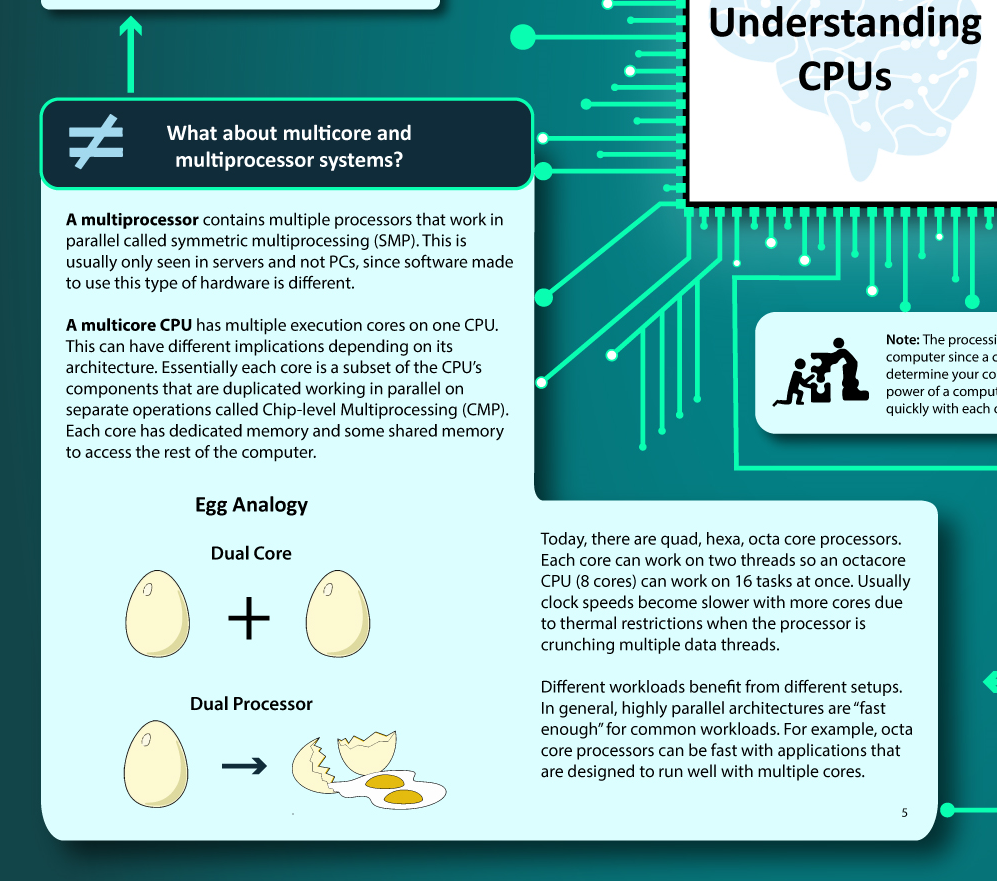 Understanding
CPUs
What about multicore and
multiprocessor systems?
A multiprocessor contains multiple processors that work in
parallel called symmetric multiprocessing (SMP). This is
usually only seen in servers and not PCs, since software made
to use this type of hardware is different.
A multicore CPU has multiple execution cores on one CPU.
This can have different implications depending on its
architecture. Essentially each core is a subset of the CPU's
components that are duplicated working in parallel on
separate operations called Chip-level Multiprocessing (CMP).
Each core has dedicated memory and some shared memory
to access the rest of the computer.
Egg Analogy
Dual Core
Dual Processor
Today, there are quad, hexa, octa core processors.
Each core can work on two threads so an octacore
CPU (8 cores) can work on 16 tasks at once. Usually
clock speeds become slower with more cores due
to thermal restrictions when the processor is
crunching multiple data threads.
Different workloads benefit from different setups.
In general, highly parallel architectures are “fast
enough” for common workloads. For example, octa
core processors can be fast with applications that
are designed to run well with multiple cores.
5
Note: The
computer since a
determine your
power of a
quickly with each